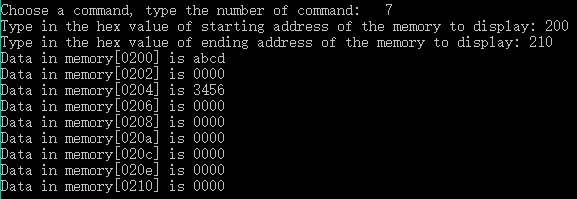 Choose a command, type the number of command:   7
Type in the hex value of starting address of the memory to display: 200
Type in the hex value of ending address of the memory to display: 210
Data in memory[0200] is abcd
Data in memory[0202] is 0000
Data in memory[0204] is 3456
Data in memory[0206] is 0000
Data in memory[0208] is 0000
Data in memory[020a] is 0000
Data in memory[020c] is 0000
Data in memory[020e] is 0000
Data in memory[0210] is 0000